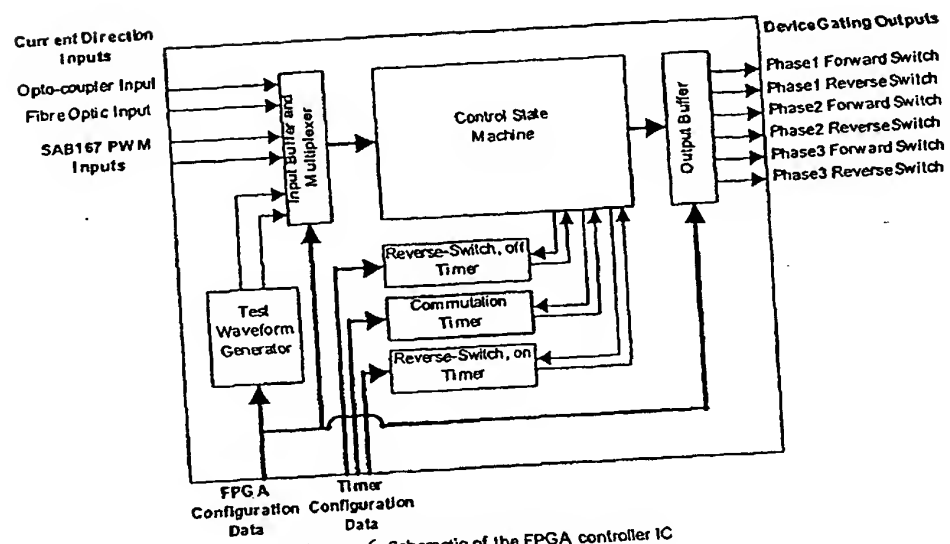 Current Direction
Inputs
Opto-coupler Input
Fibre Optic Input
SAB167 PWM
Inputs
Input Buffer and
Multiplexer
Control State
Machine
Output Buffer
Device Gating Outputs
Phase1 Forward Switch
Phase1 Reverse Switch
Phase2 Forward Switch
Phase2 Reverse Switch
Phase3 Forward Switch
Phase3 Reverse Switch
Reverse-Switch, off
Timer
Commutation
Timer
Reverse-Switch, on
Timer
Test
Waveform
Generator
FPGA
Configuration
Data
Timer
Configuration
Data
Schematic of the FPGA controller IC